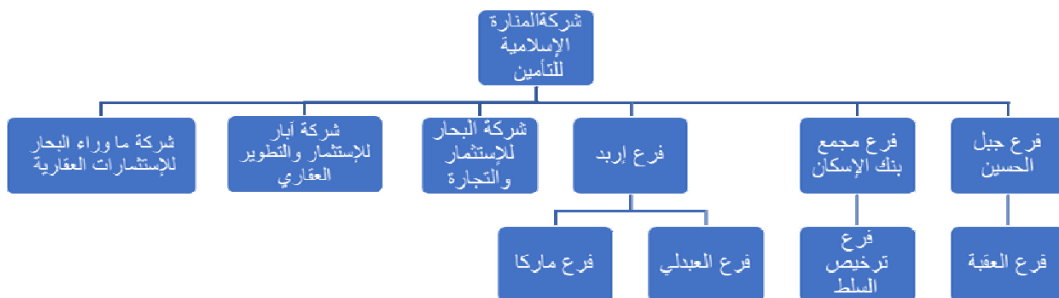 شركةالمنارة
الإسلامية
للتأمين
فرع جبل
الحسين
فرع مجمع
بنك الإسكان
فرع إربد
شركة البحار
للإستثمار
والتجارة
شركة آبار
للإستثمار والتطوير
العقاري
شركة ما وراء البحار
للإستثمارات العقارية
فرع العقبة
فرع
ترخيص
السلط
فرع العبدلي
فرع ماركا